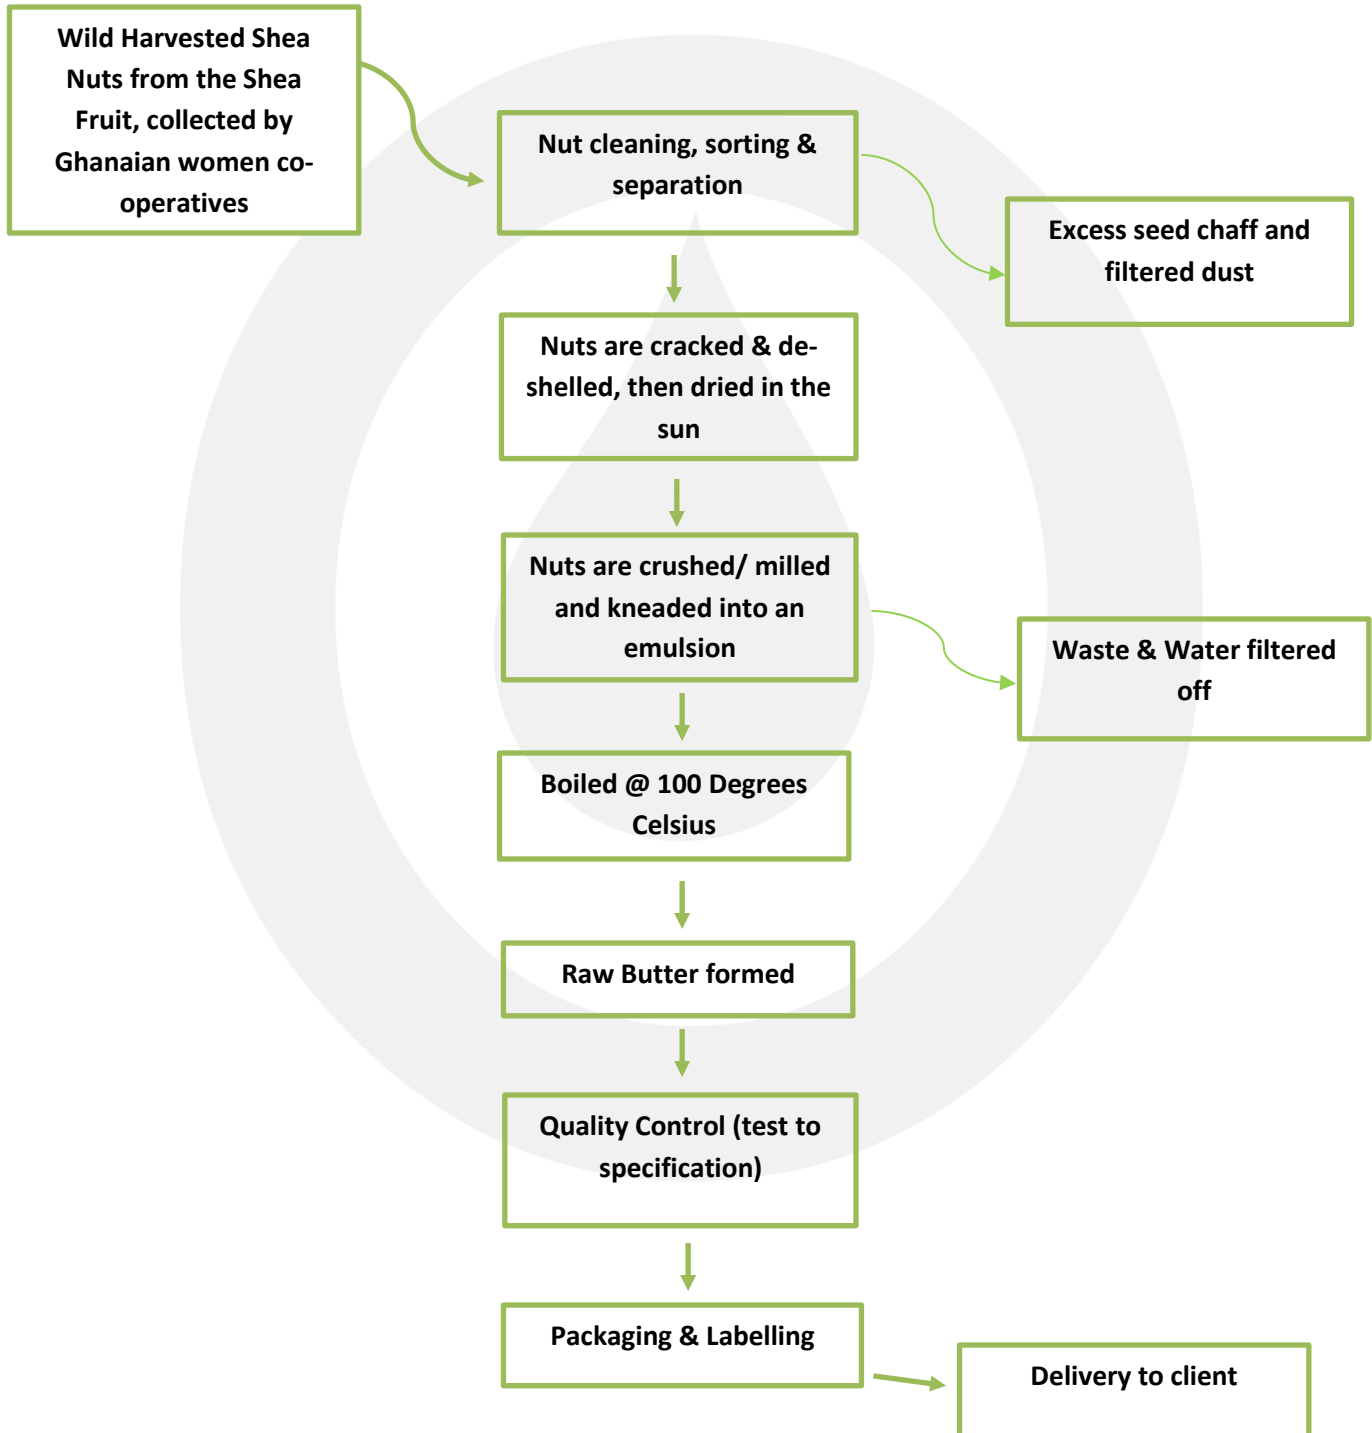 Wild Harvested Shea
Nuts from the Shea
Fruit, collected by
Ghanaian women co-
operatives
Nut cleaning, sorting &
separation
Excess seed chaff and
filtered dust
Nuts are cracked & de-
shelled, then dried in the
sun
Nuts are crushed/ milled
and kneaded into an
emulsion
Waste & Water filtered
off
Boiled @ 100 Degrees
Celsius
Raw Butter formed
Quality Control (test to
specification)
Packaging & Labelling
Delivery to client